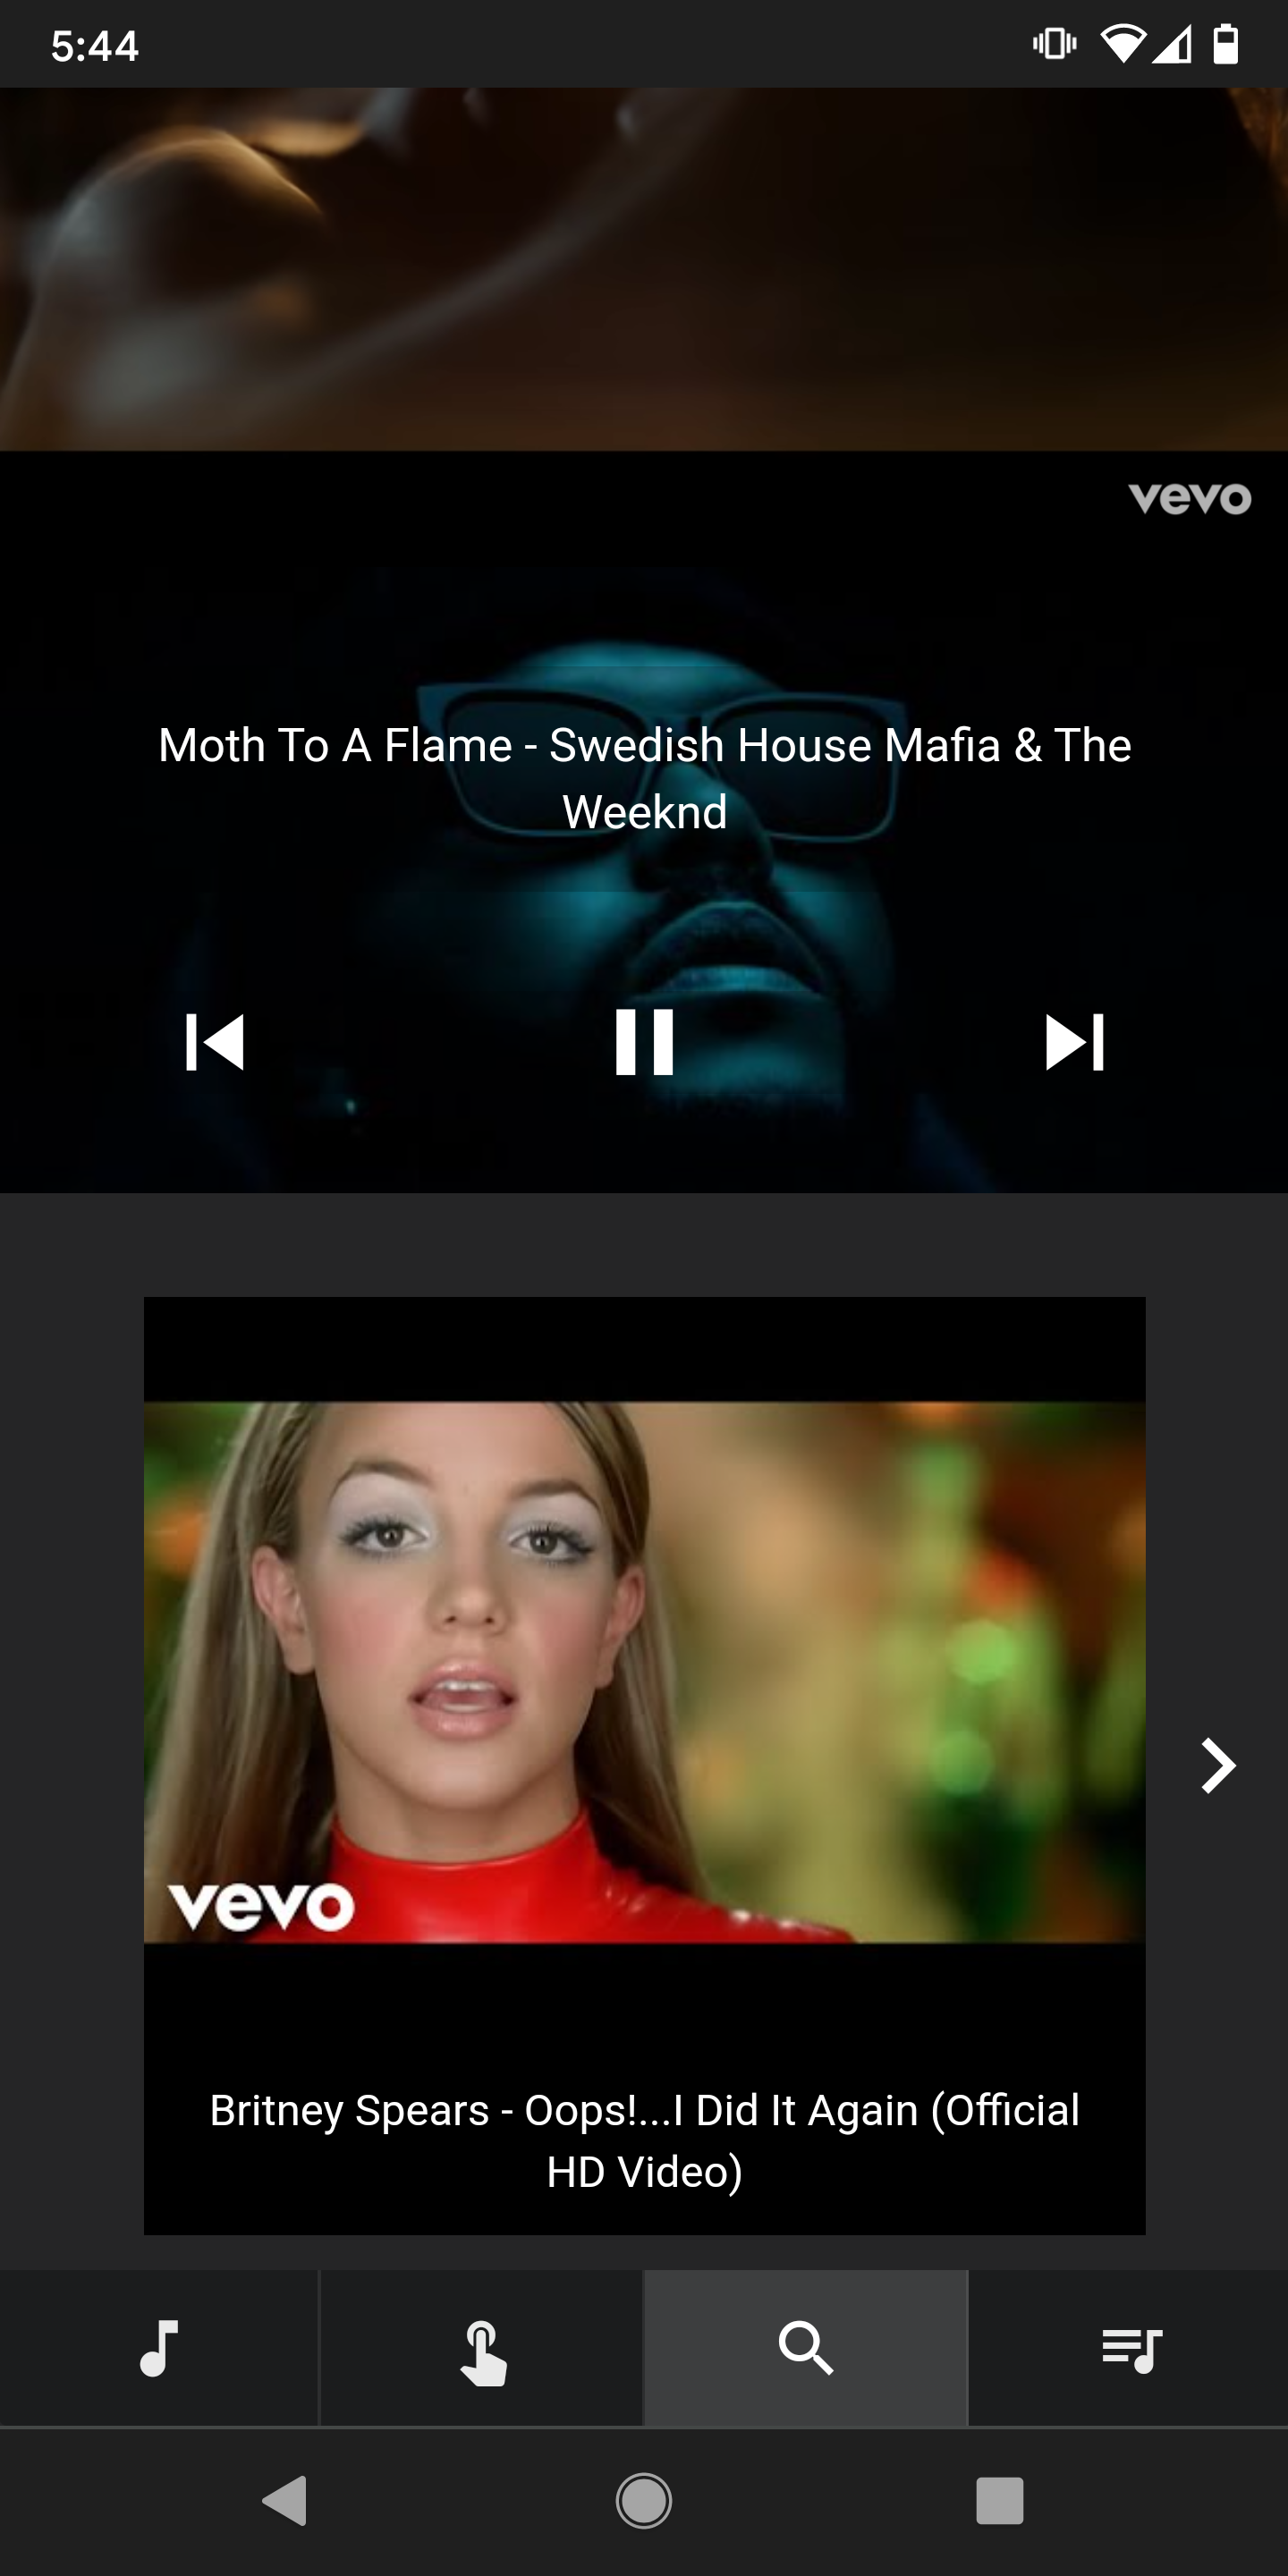 5:44
vevo
Moth To A Flame - Swedish House Mafia & The
Weeknd
vevo
Britney Spears - Oops!...I Did It Again (Official
HD Video)